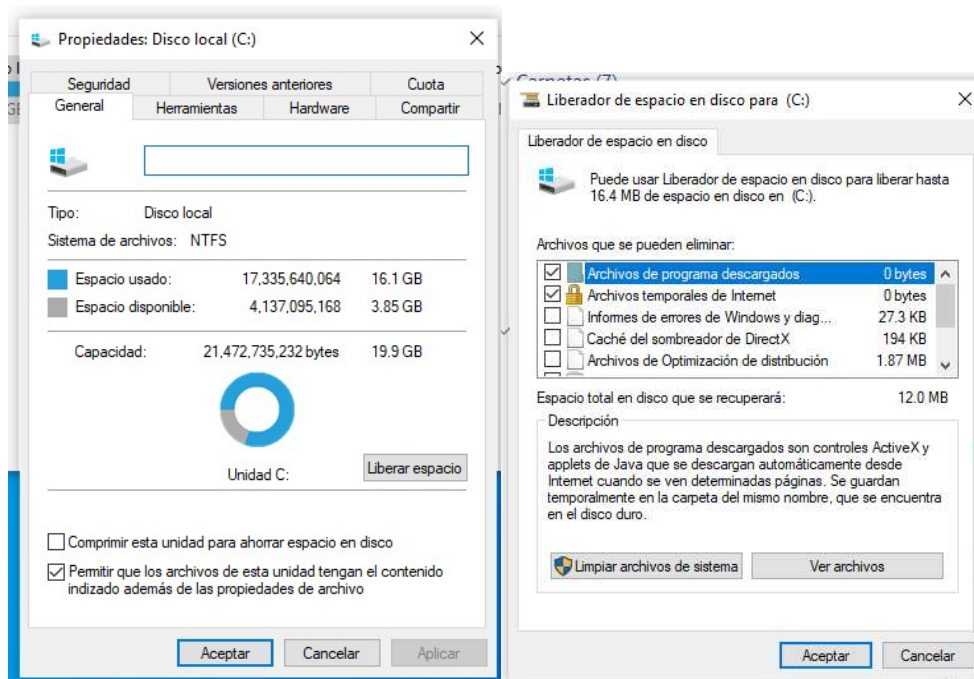 Propiedades: Disco local (C:)
Seguridad Versiones anteriores Cuota
General Herramientas Hardware Compartir
Tipo: Disco local
Sistema de archivos: NTFS
Espacio usado: 17,335,640,064 16.1 GB
Espacio disponible: 4,137,095,168 3.85 GB
Capacidad: 21,472,735,232 bytes 19.9 GB
Unidad C:
Liberar espacio
Comprimir esta unidad para ahorrar espacio en disco
Permitir que los archivos de esta unidad tengan el contenido
indizado además de las propiedades de archivo
Aceptar Cancelar Aplicar
Carpetas (7)
Liberador de espacio en disco para (C:)
Liberador de espacio en disco
Puede usar Liberador de espacio en disco para liberar hasta
16.4 MB de espacio en disco en (C:).
Archivos que se pueden eliminar:
Archivos de programa descargados 0 bytes
Archivos temporales de Internet 0 bytes
Informes de errores de Windows y diag... 27.3 KB
Caché del sombreador de DirectX 194 KB
Archivos de Optimización de distribución 1.87 MB
Espacio total en disco que se recuperará: 12.0 MB
Descripción
Los archivos de programa descargados son controles ActiveX y
applets de Java que se descargan automáticamente desde
Internet cuando se ven determinadas páginas. Se guardan
temporalmente en la carpeta del mismo nombre, que se encuentra
en el disco duro.
Limpiar archivos de sistema Ver archivos
Aceptar Cancelar